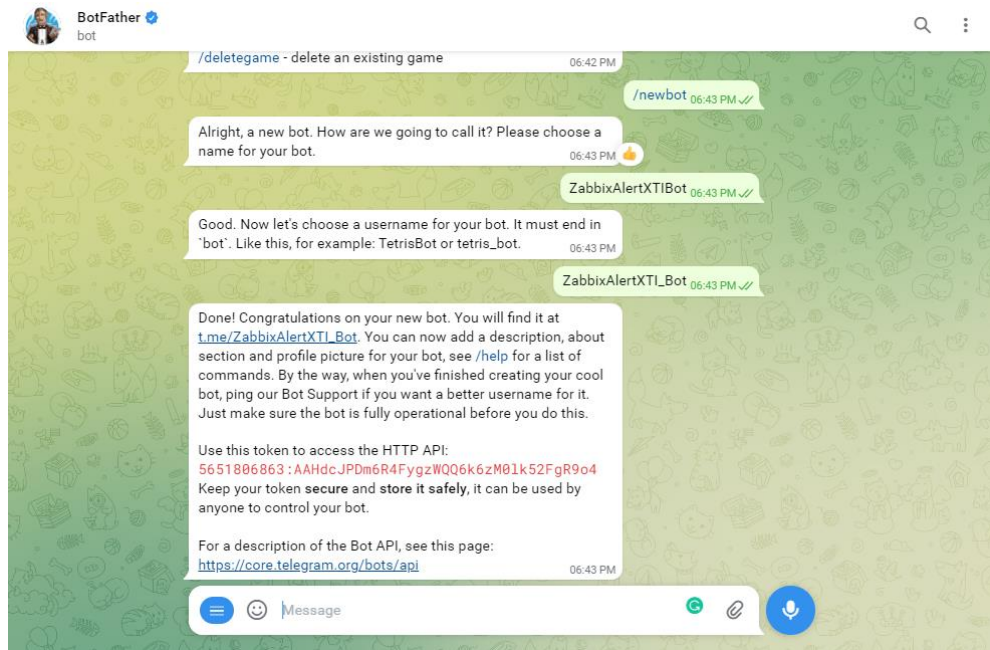 BotFather
bot
/deletegame - delete an existing game
06:42 PM
/newbot 06:43 PM
Alright, a new bot. How are we going to call it? Please choose a
name for your bot.
06:43 PM
ZabbixAlertXTIBot 06:43 PM
Good. Now let's choose a username for your bot. It must end in
`bot`. Like this, for example: TetrisBot or tetris_bot.
06:43 PM
ZabbixAlertXTI_Bot 06:43 PM
Done! Congratulations on your new bot. You will find it at
t.me/ZabbixAlertXTI_Bot. You can now add a description, about
section and profile picture for your bot, see /help for a list of
commands. By the way, when you've finished creating your cool
bot, ping our Bot Support if you want a better username for it.
Just make sure the bot is fully operational before you do this.
Use this token to access the HTTP API:
5651806863:AAHdcJPDm6R4FygzWQQ6k6zM0lk52FgR9o4
Keep your token secure and store it safely, it can be used by
anyone to control your bot.
For a description of the Bot API, see this page:
https://core.telegram.org/bots/api
06:43 PM
Message